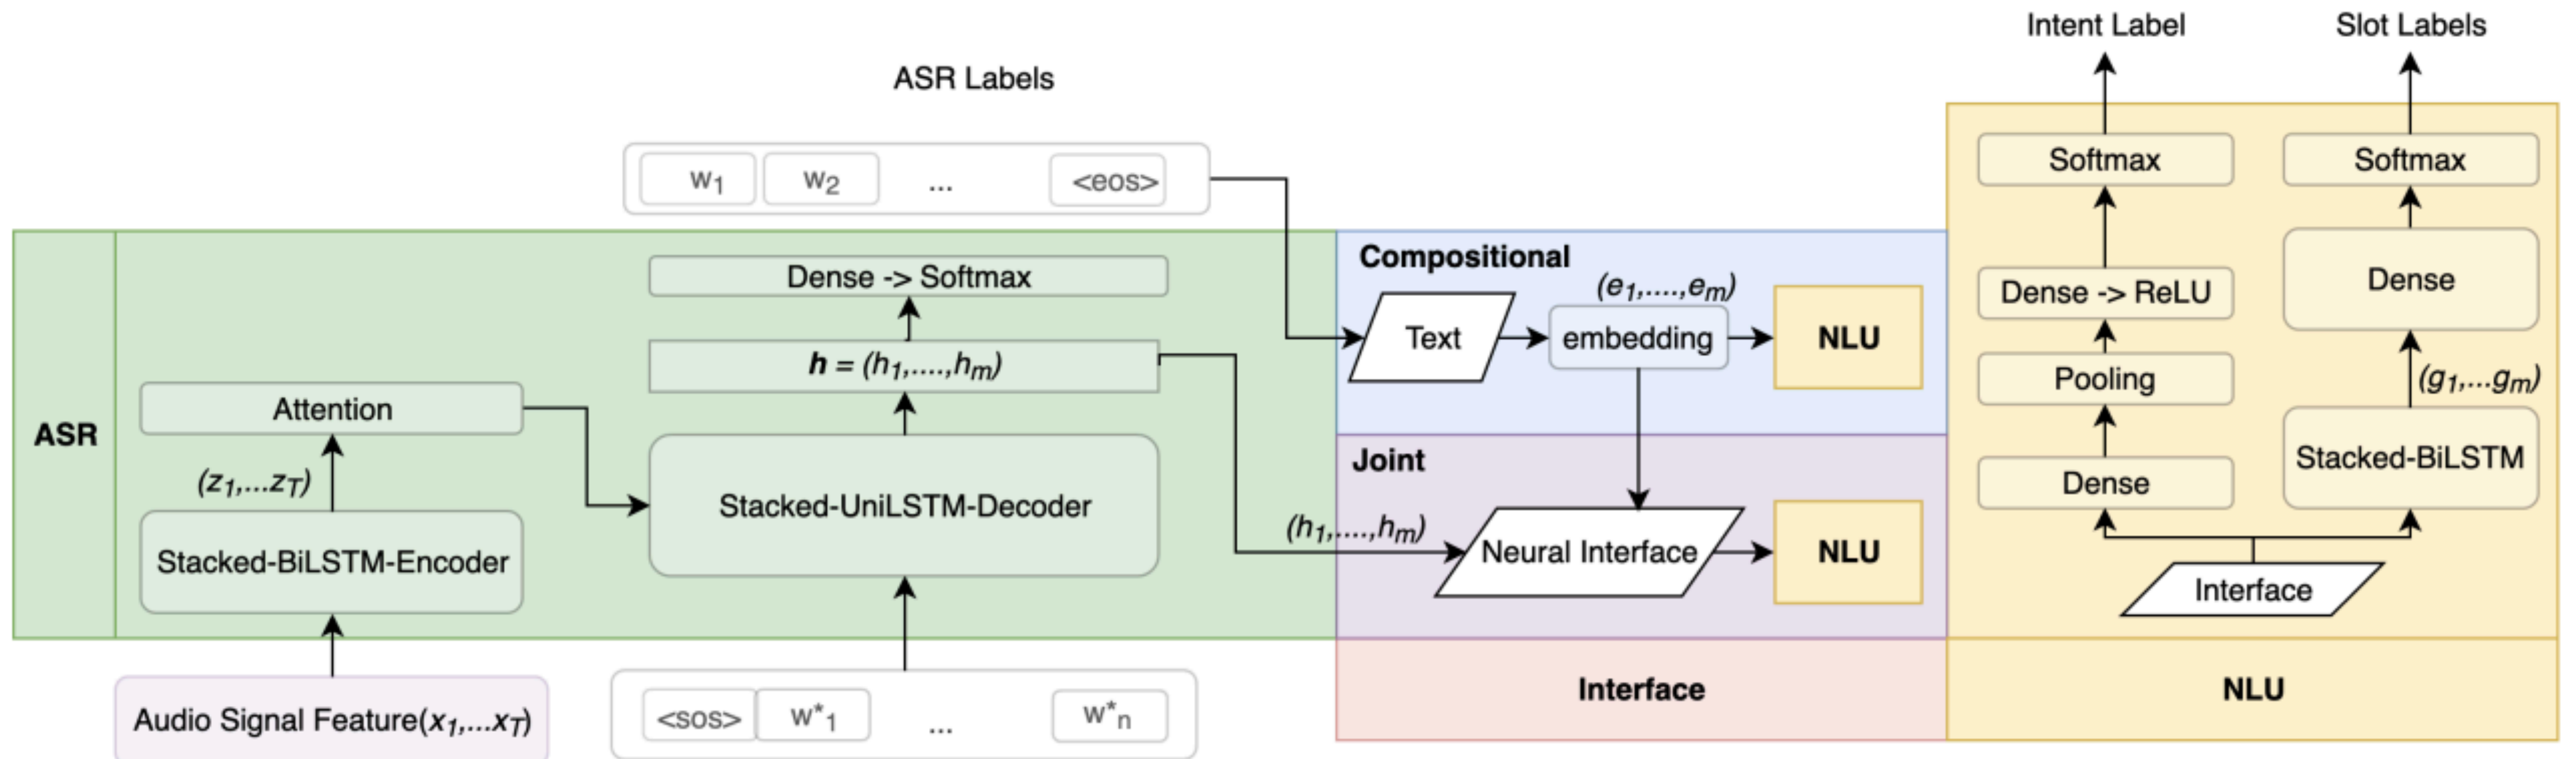 Intent Label
Slot Labels
ASR Labels
w1
w2
...
<eos>
Softmax
Softmax
Compositional
Dense -> Softmax
(e1,....,em)
Dense -> ReLU
Dense
Text
embedding
NLU
h = (h1,....,hm)
Pooling
(g1,...gm)
Attention
ASR
Joint
(z1,...zT)
Stacked-UniLSTM-Decoder
Dense
Stacked-BiLSTM
(h1,....,hm)
Neural Interface
NLU
Stacked-BiLSTM-Encoder
Interface
Audio Signal Feature(x1,...xT)
<sos>
w*1
...
w*n
Interface
NLU